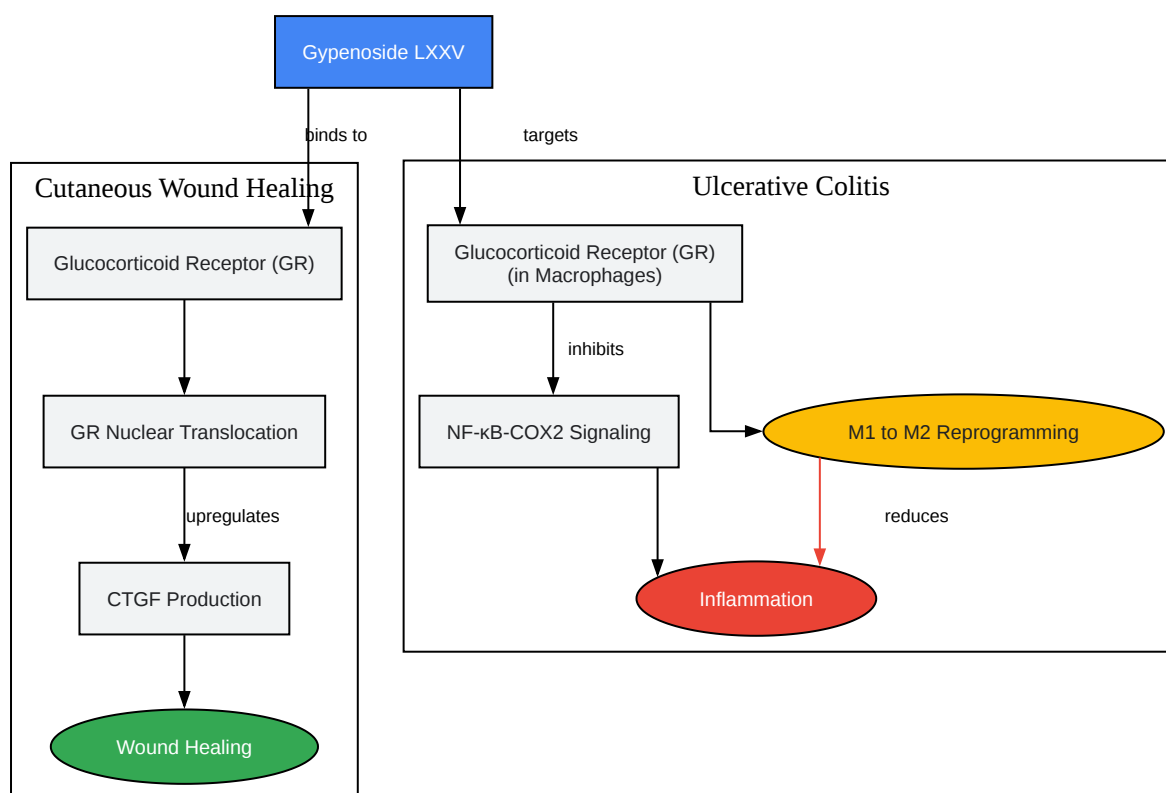 Gypenoside LXXV
binds to
targets
Cutaneous Wound Healing
Glucocorticoid Receptor (GR)
GR Nuclear Translocation
upregulates
CTGF Production
Wound Healing
Ulcerative Colitis
Glucocorticoid Receptor (GR)
(in Macrophages)
inhibits
NF-κB-COX2 Signaling
M1 to M2 Reprogramming
reduces
Inflammation